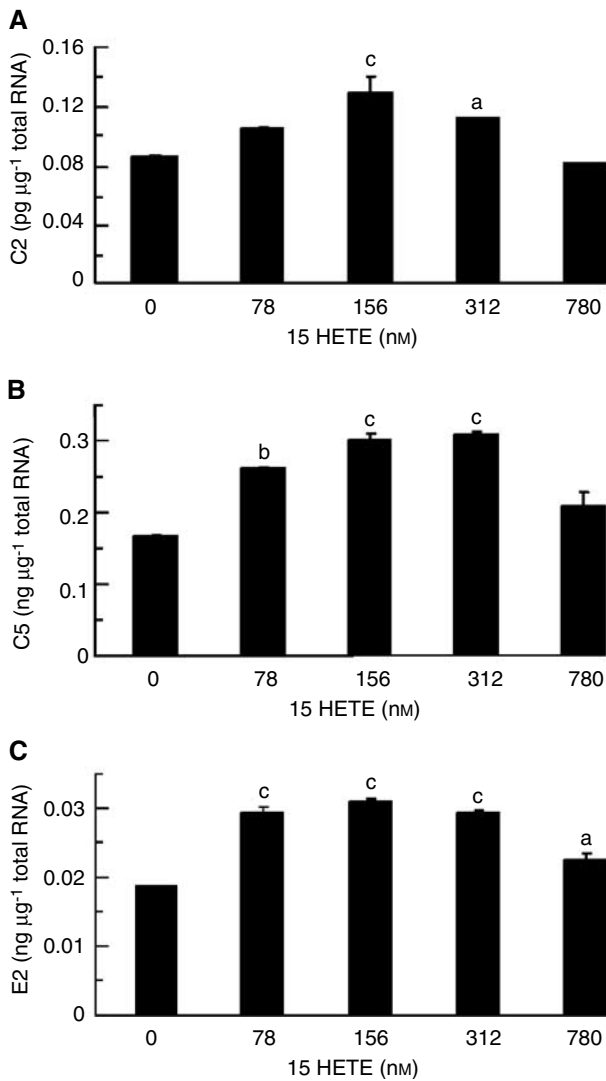 A
C2 (pg µg⁻¹ total RNA)
0.16
0.12
0.08
0.04
0
c
a
0 78 156 312 780
15 HETE (nM)
B
C5 (ng µg⁻¹ total RNA)
0.3
0.2
0.1
0
b
c
c
0 78 156 312 780
15 HETE (nM)
C
E2 (ng µg⁻¹ total RNA)
0.03
0.02
0.01
0
c
c
c
a
0 78 156 312 780
15 HETE (nM)